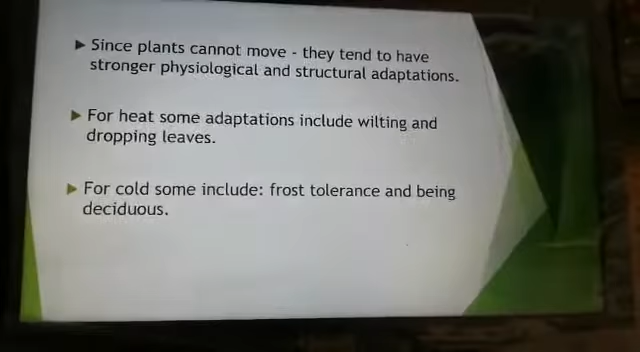 Since plants cannot move - they tend to have
stronger physiological and structural adaptations.
For heat some adaptations include wilting and
dropping leaves.
For cold some include: frost tolerance and being
deciduous.